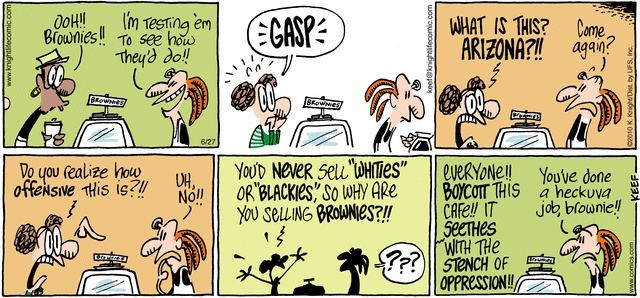 OOH!!
BROWNIES!!
I'm Testing 'em
To see how
They'd do!!
BROWNIES
www.knightlifecomic.com
6/27
GASP
BROWNIES
keef@knightlifecomic.com
WHAT IS THIS?
ARIZONA?!!
Come
again?
BROWNIES
©2010 K. Knight/Dist. by UFS, Inc.
Do you realize how
OFFENSIVE THIS is?!!
UH,
NO!!
BROWNIES
YOU'D NEVER SELL "WHITIES"
OR "BLACKIES," SO WHY ARE
YOU SELLING BROWNIES?!!
???
EVERYONE!!
BOYCOTT THIS
CAFE!! IT
SEETHES
WITH THE
STENCH OF
OPPRESSION!!
You've done
a heckuva
job, brownie!!
BROWNIES
KEEF
www.comics.com